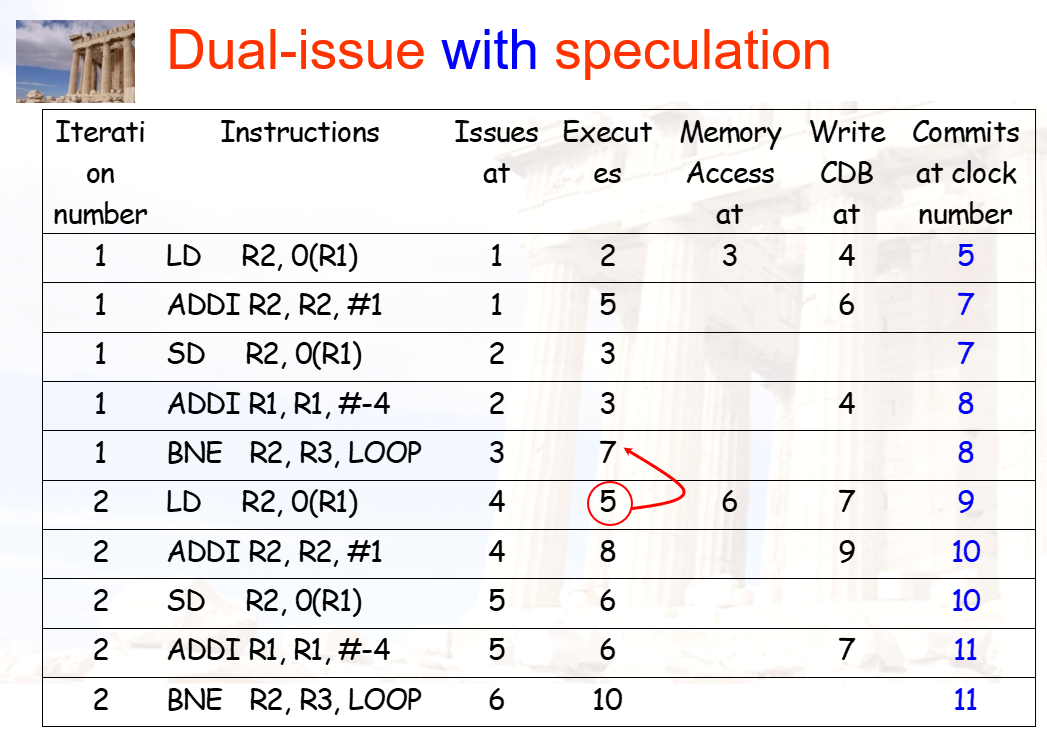 Dual-issue with speculation
Iterati on number Instructions Issues at Execut es Memory Access at Write CDB at Commits at clock number
1 LD R2, 0(R1) 1 2 3 4 5
1 ADDI R2, R2, #1 1 5 6 7
1 SD R2, 0(R1) 2 3 7
1 ADDI R1, R1, #-4 2 3 4 8
1 BNE R2, R3, LOOP 3 7 8
2 LD R2, 0(R1) 4 5 6 7 9
2 ADDI R2, R2, #1 4 8 9 10
2 SD R2, 0(R1) 5 6 10
2 ADDI R1, R1, #-4 5 6 7 11
2 BNE R2, R3, LOOP 6 10 11